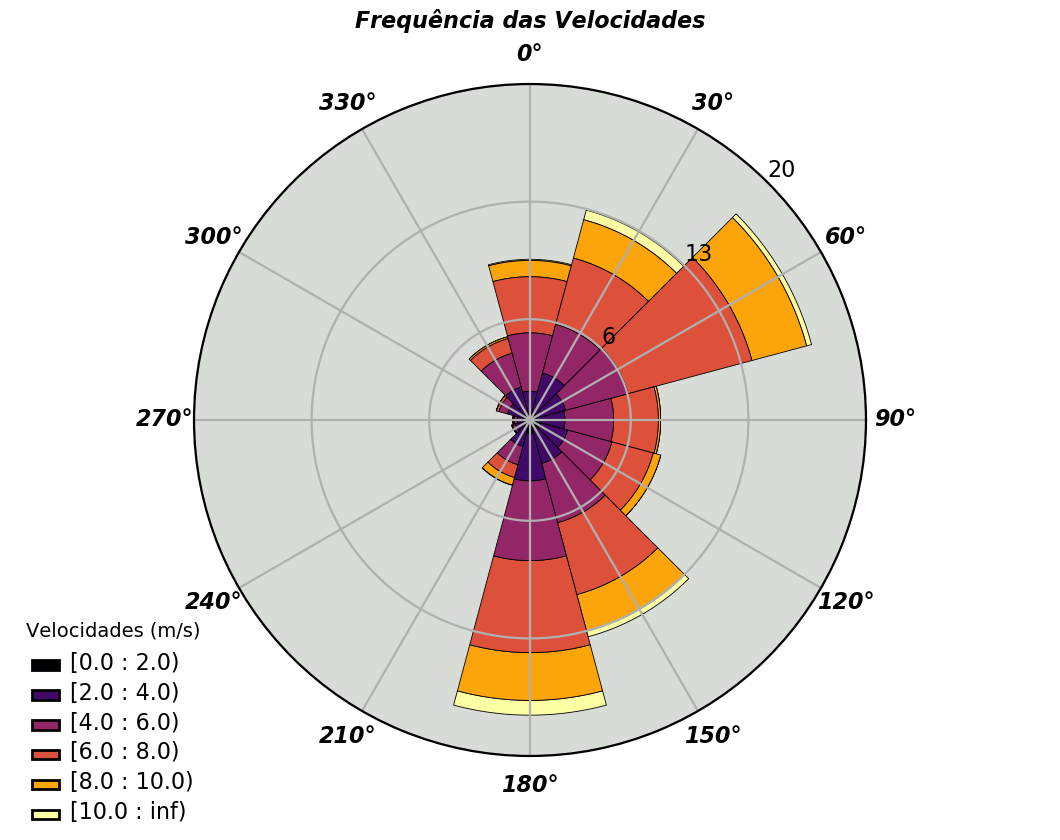 Frequência das Velocidades
0°
330°
30°
20
300°
60°
13
6
270°
90°
240°
120°
210°
150°
180°
Velocidades (m/s)
[0.0 : 2.0)
[2.0 : 4.0)
[4.0 : 6.0)
[6.0 : 8.0)
[8.0 : 10.0)
[10.0 : inf)